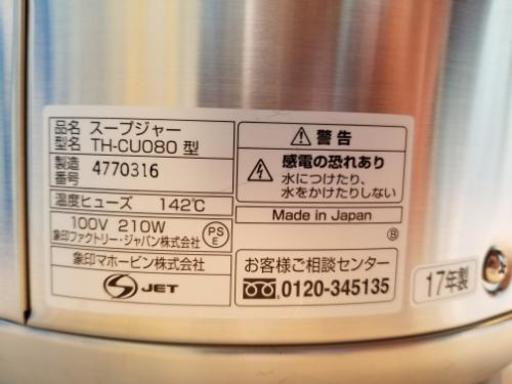 品名 スープジャー
型名 TH-CU080 型
製造番号 4770316
温度ヒューズ 142℃
100V 210W
象印ファクトリー・ジャパン株式会社
PS
E
象印マホービン株式会社
S JET
⚠ 警告
感電の恐れあり
水につけたり、
水をかけたりしない
Made in Japan
Ⓑ
お客様ご相談センター
0120-345135
17年製